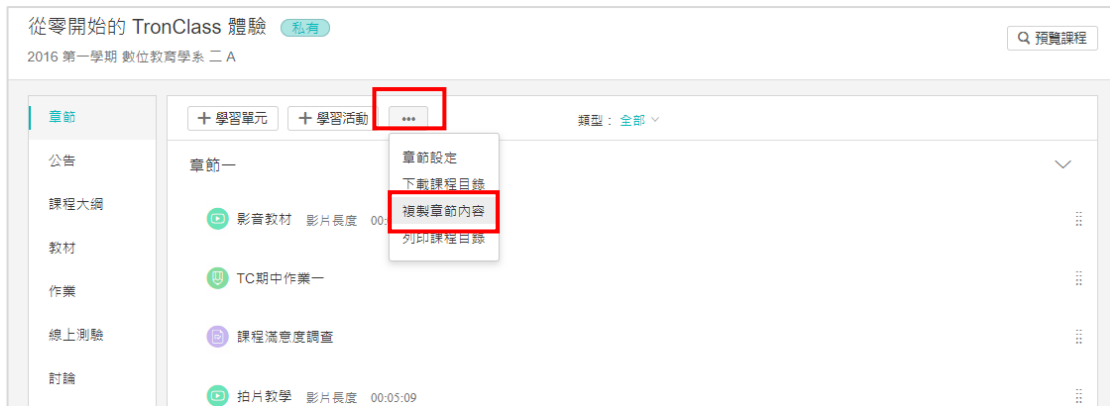 從零開始的 TronClass 體驗 私有
預覽課程
2016 第一學期 數位教育學系 二 A
章節
公告
課程大綱
教材
作業
線上測驗
討論
+ 學習單元 + 學習活動 ••• 類型： 全部
章節設定
下載課程目錄
複製章節內容
列印課程目錄
章節一
影音教材 影片長度 00:
TC期中作業一
課程滿意度調查
拍片教學 影片長度 00:05:09